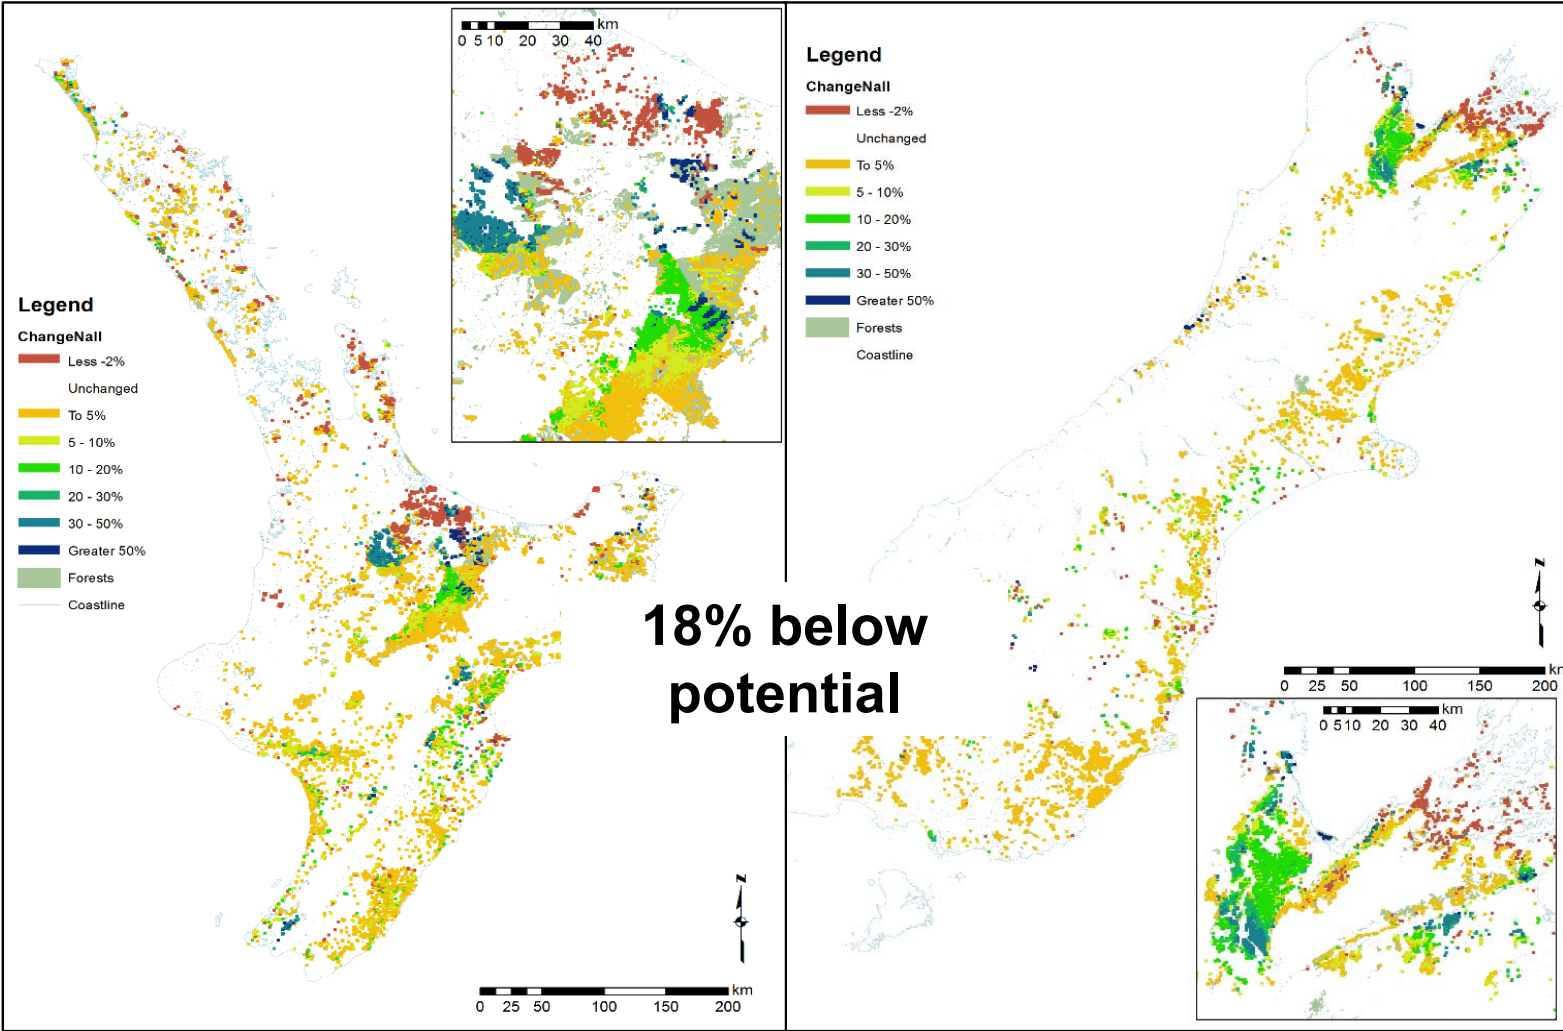 km
0 5 10 20 30 40
Legend
ChangeNall
Less -2%
Unchanged
To 5%
5 - 10%
10 - 20%
20 - 30%
30 - 50%
Greater 50%
Forests
Coastline
N
km
0 25 50 100 150 200
18% below
potential
Legend
ChangeNall
Less -2%
Unchanged
To 5%
5 - 10%
10 - 20%
20 - 30%
30 - 50%
Greater 50%
Forests
Coastline
N
km
0 25 50 100 150 200
km
0 5 10 20 30 40